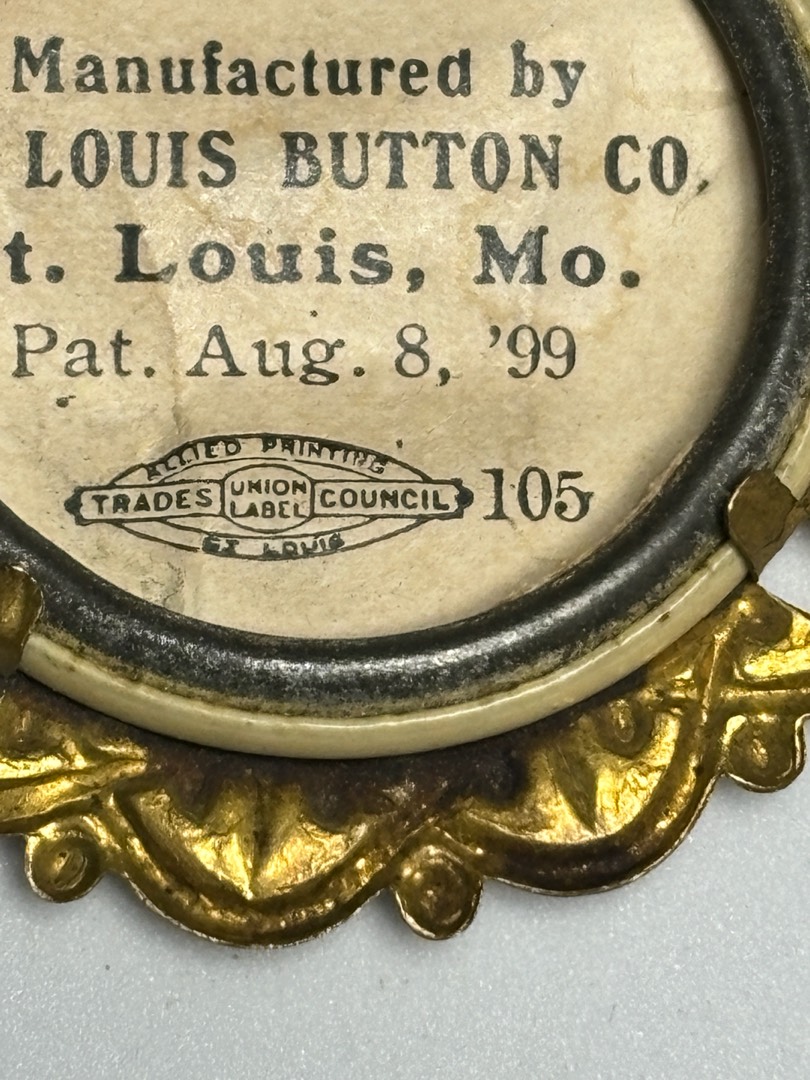 Manufactured by
LOUIS BUTTON CO.
t. Louis, Mo.
Pat. Aug. 8, '99
ALLIED PRINTING
TRADES UNION LABEL COUNCIL 105
ST LOUIS